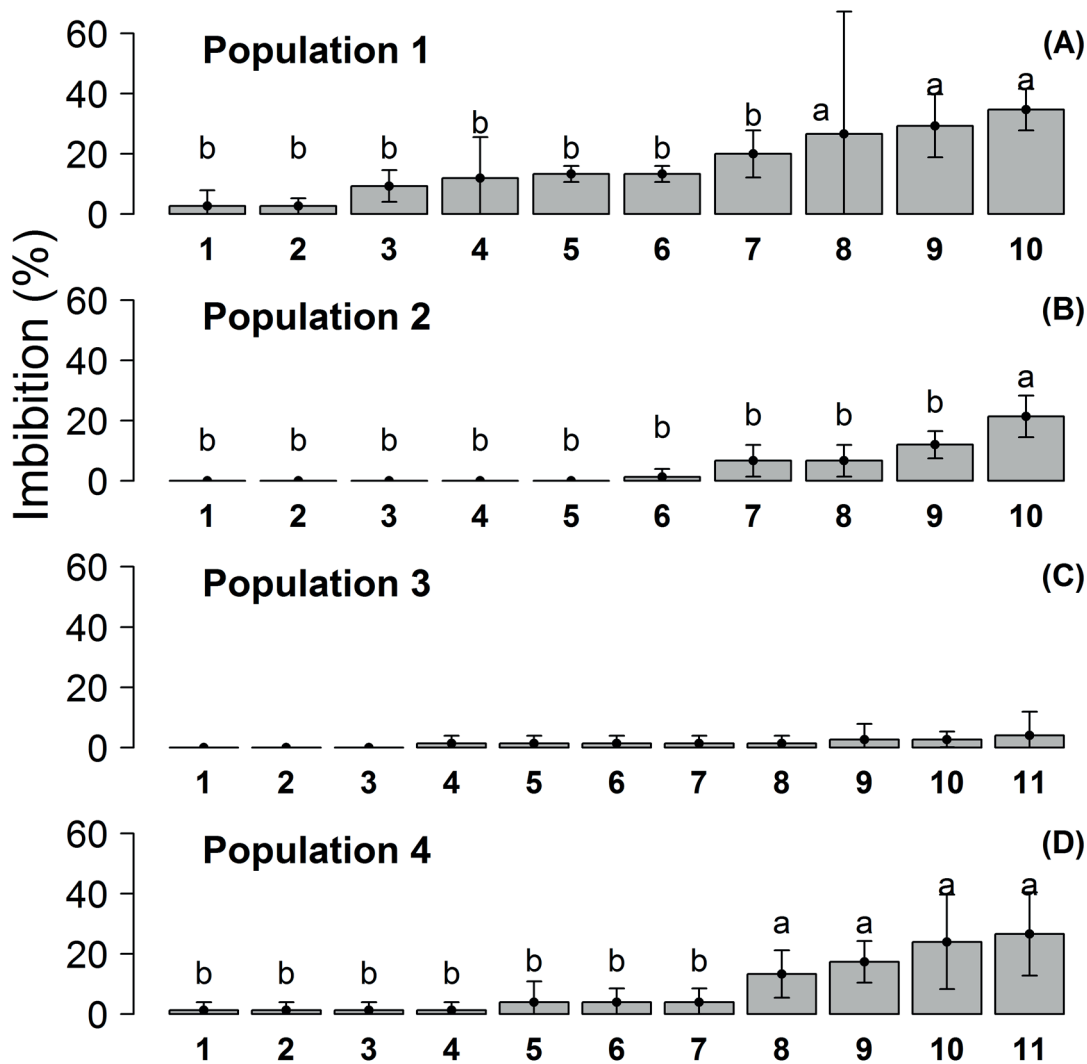 Imbibition (%)
Population 1
(A)
60
40
20
0
b b b b b b b a a a
1 2 3 4 5 6 7 8 9 10
Population 2
(B)
60
40
20
0
b b b b b b b b b a
1 2 3 4 5 6 7 8 9 10
Population 3
(C)
60
40
20
0
1 2 3 4 5 6 7 8 9 10 11
Population 4
(D)
60
40
20
0
b b b b b b b a a a a
1 2 3 4 5 6 7 8 9 10 11